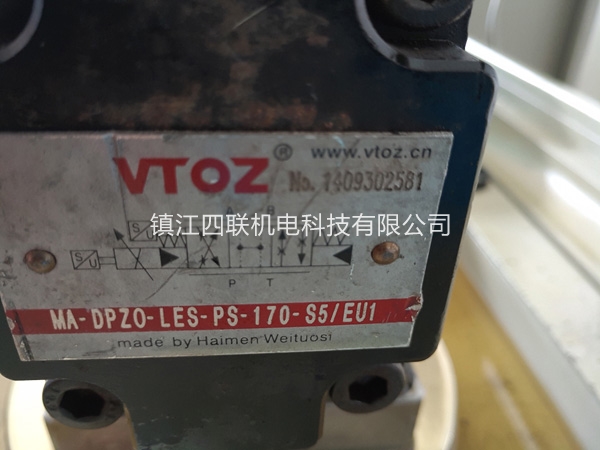 VTOZ® www.vtoz.cn
No. 1409302581
镇江四联机电科技有限公司
A B
S/U
S/U
P T
MA-DPZO-LES-PS-170-S5/EU1
made by Haimen Weituosi